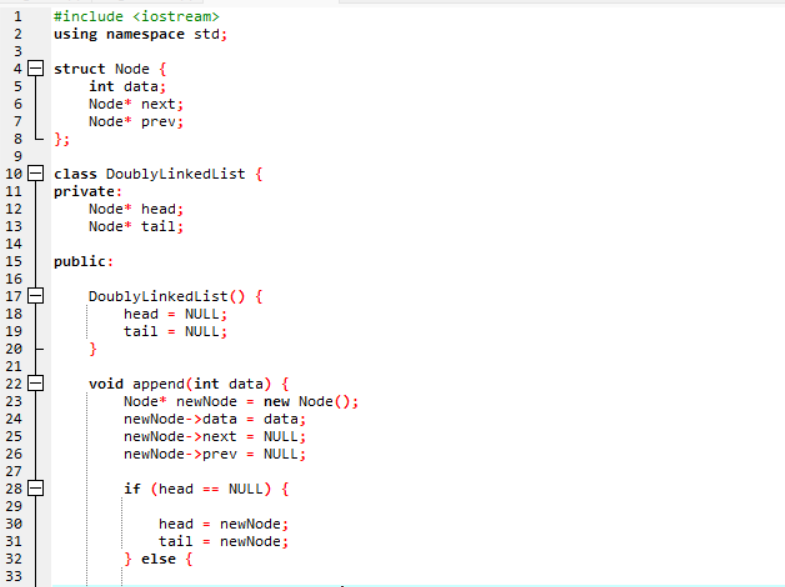 1 #include <iostream>
2 using namespace std;
3
4 struct Node {
5 int data;
6 Node* next;
7 Node* prev;
8 };
9
10 class DoublyLinkedList {
11 private:
12 Node* head;
13 Node* tail;
14
15 public:
16
17 DoublyLinkedList() {
18 head = NULL;
19 tail = NULL;
20 }
21
22 void append(int data) {
23 Node* newNode = new Node();
24 newNode->data = data;
25 newNode->next = NULL;
26 newNode->prev = NULL;
27
28 if (head == NULL) {
29
30 head = newNode;
31 tail = newNode;
32 } else {
33